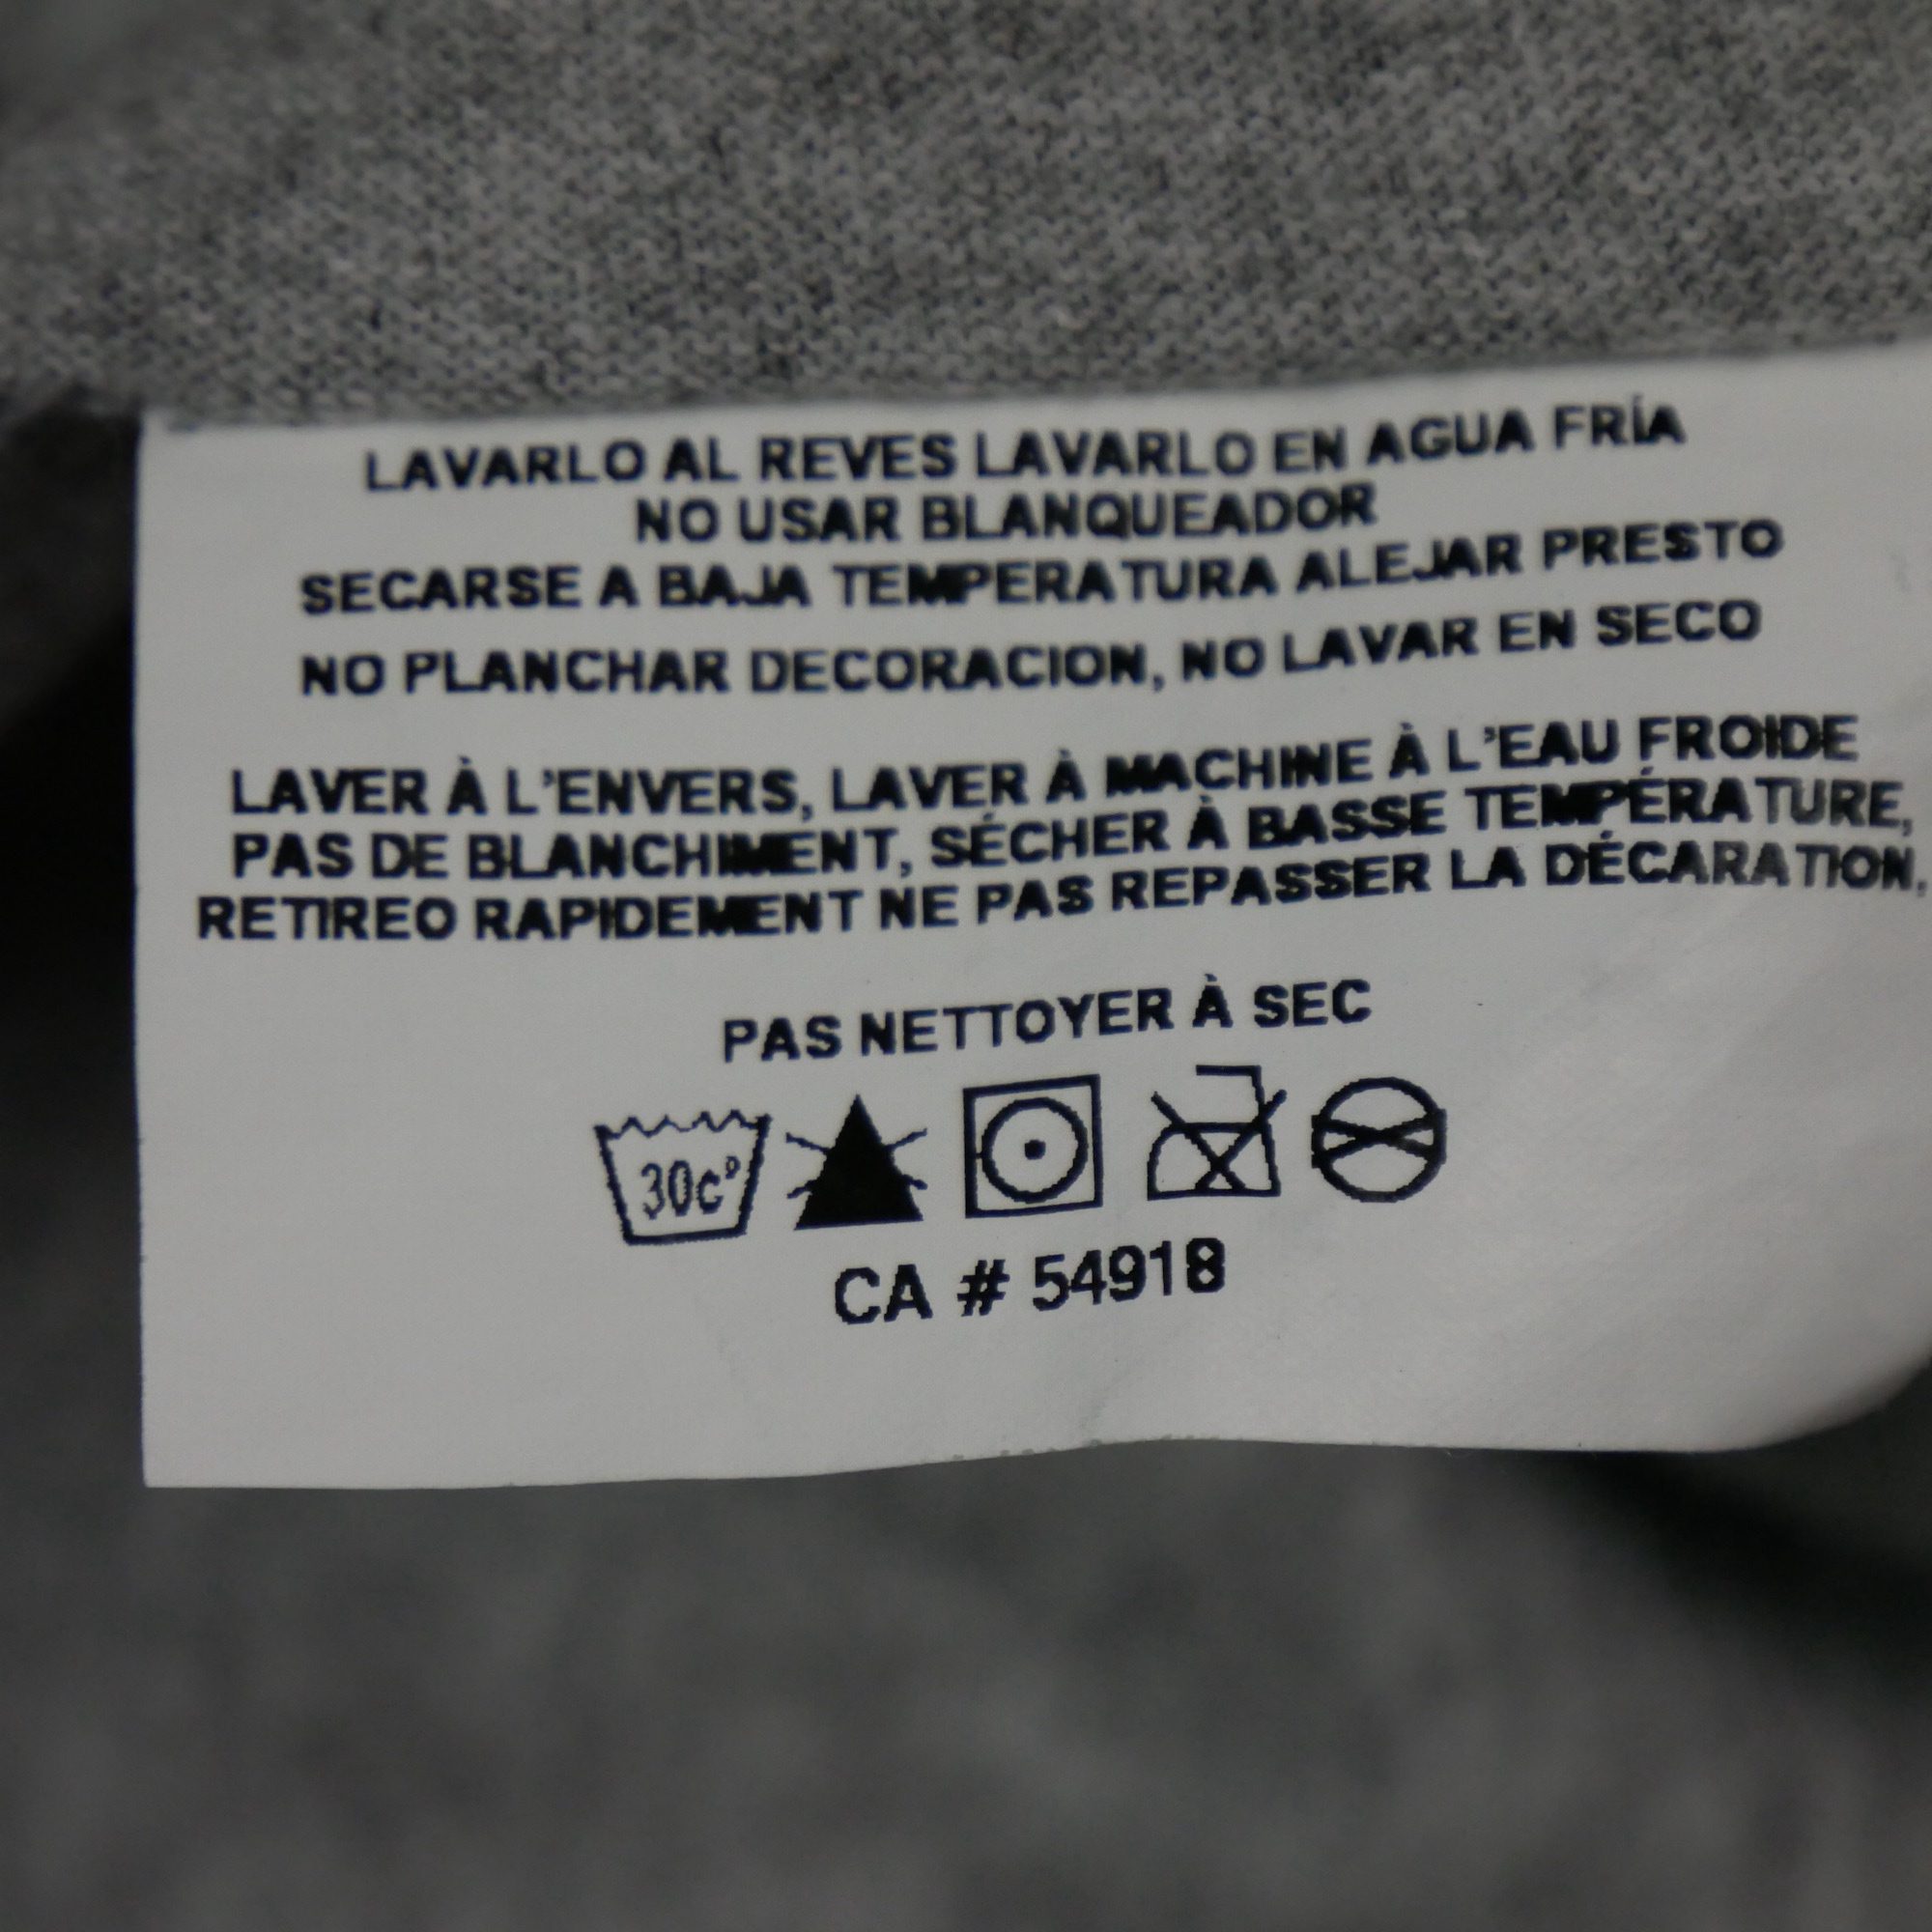 LAVARLO AL REVES LAVARLO EN AGUA FRÍA
NO USAR BLANQUEADOR
SECARSE A BAJA TEMPERATURA ALEJAR PRESTO
NO PLANCHAR DECORACION, NO LAVAR EN SECO
LAVER À L'ENVERS, LAVER À MACHINE À L'EAU FROIDE
PAS DE BLANCHIMENT, SÉCHER À BASSE TEMPÉRATURE,
RETIREO RAPIDEMENT NE PAS REPASSER LA DÉCARATION,
PAS NETTOYER À SEC
30c°
CA # 54918